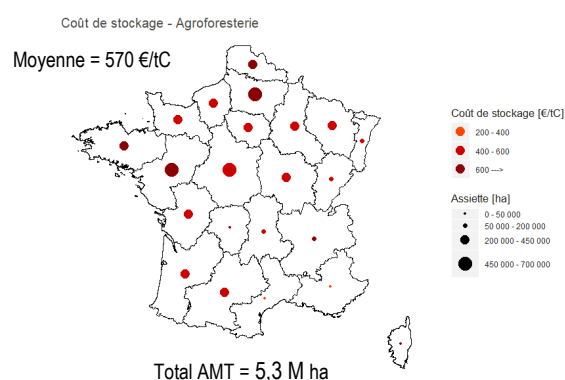 Coût de stockage - Agroforesterie
Moyenne = 570 €/tC
Coût de stockage [€/tC]
200 - 400
400 - 600
600 --->
Assiette [ha]
0 - 50 000
50 000 - 200 000
200 000 - 450 000
450 000 - 700 000
Total AMT = 5,3 M ha